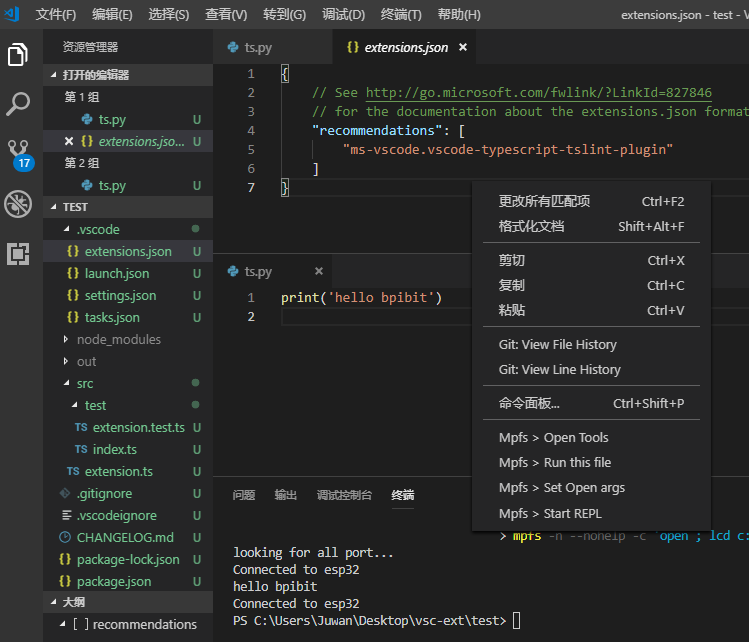 文件(F) 编辑(E) 选择(S) 查看(V) 转到(G) 调试(D) 终端(T) 帮助(H) extensions.json - test - V
资源管理器
打开的编辑器
第 1 组
ts.py U
extensions.jso... U
第 2 组
ts.py U
17
TEST
.vscode
extensions.json U
launch.json U
settings.json U
tasks.json U
node_modules
out
src
test
TS extension.test.ts U
TS index.ts U
TS extension.ts U
.gitignore U
.vscodeignore U
CHANGELOG.md U
package-lock.json U
package.json U
大纲
[ ] recommendations
ts.py {} extensions.json ×
1 {
2 // See http://go.microsoft.com/fwlink/?LinkId=827846
3 // for the documentation about the extensions.json format
4 "recommendations": [
5 "ms-vscode.vscode-typescript-tslint-plugin"
6 ]
7 }
ts.py ×
1 print('hello bpibit')
2
更改所有匹配项 Ctrl+F2
格式化文档 Shift+Alt+F
剪切 Ctrl+X
复制 Ctrl+C
粘贴 Ctrl+V
Git: View File History
Git: View Line History
命令面板... Ctrl+Shift+P
Mpfs > Open Tools
Mpfs > Run this file
Mpfs > Set Open args
Mpfs > Start REPL
问题 输出 调试控制台 终端
> mpfs -n --nohelp -c "open ; lcd c:
looking for all port...
Connected to esp32
hello bpibit
Connected to esp32
PS C:\Users\Juwan\Desktop\vsc-ext\test>